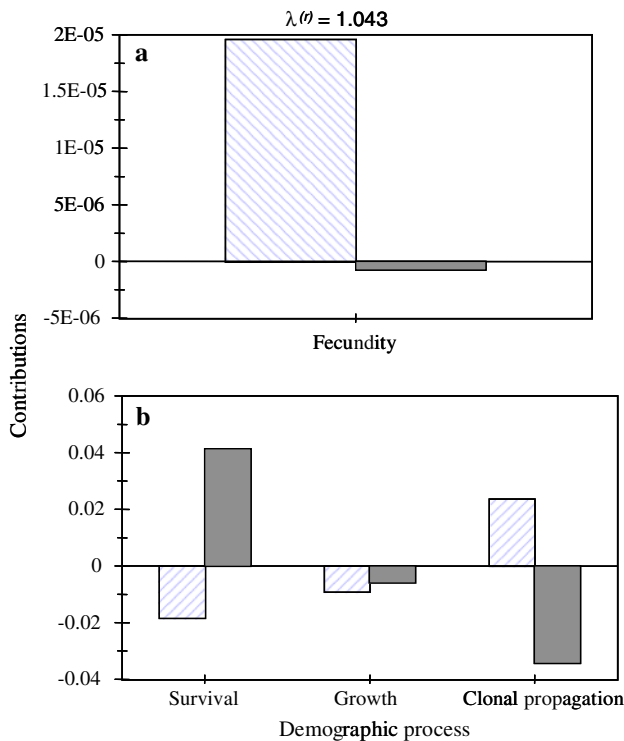 λ(r) = 1.043
a
2E-05
1.5E-05
1E-05
5E-06
0
-5E-06
Fecundity
Contributions
b
0.06
0.04
0.02
0
-0.02
-0.04
Survival Growth Clonal propagation
Demographic process